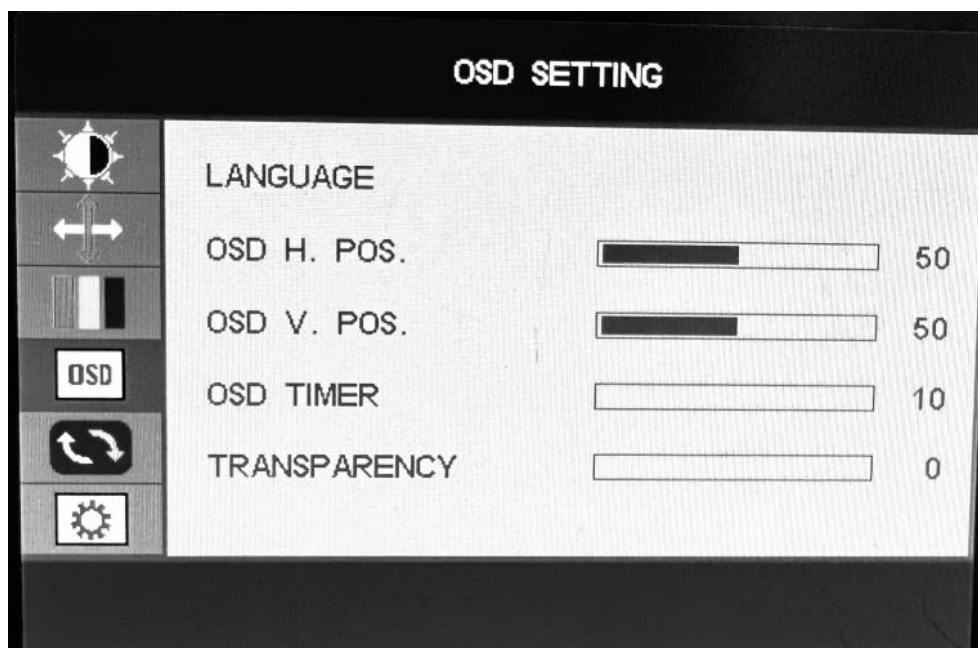 OSD SETTING
LANGUAGE
OSD H. POS. 50
OSD V. POS. 50
OSD
OSD TIMER 10
TRANSPARENCY 0